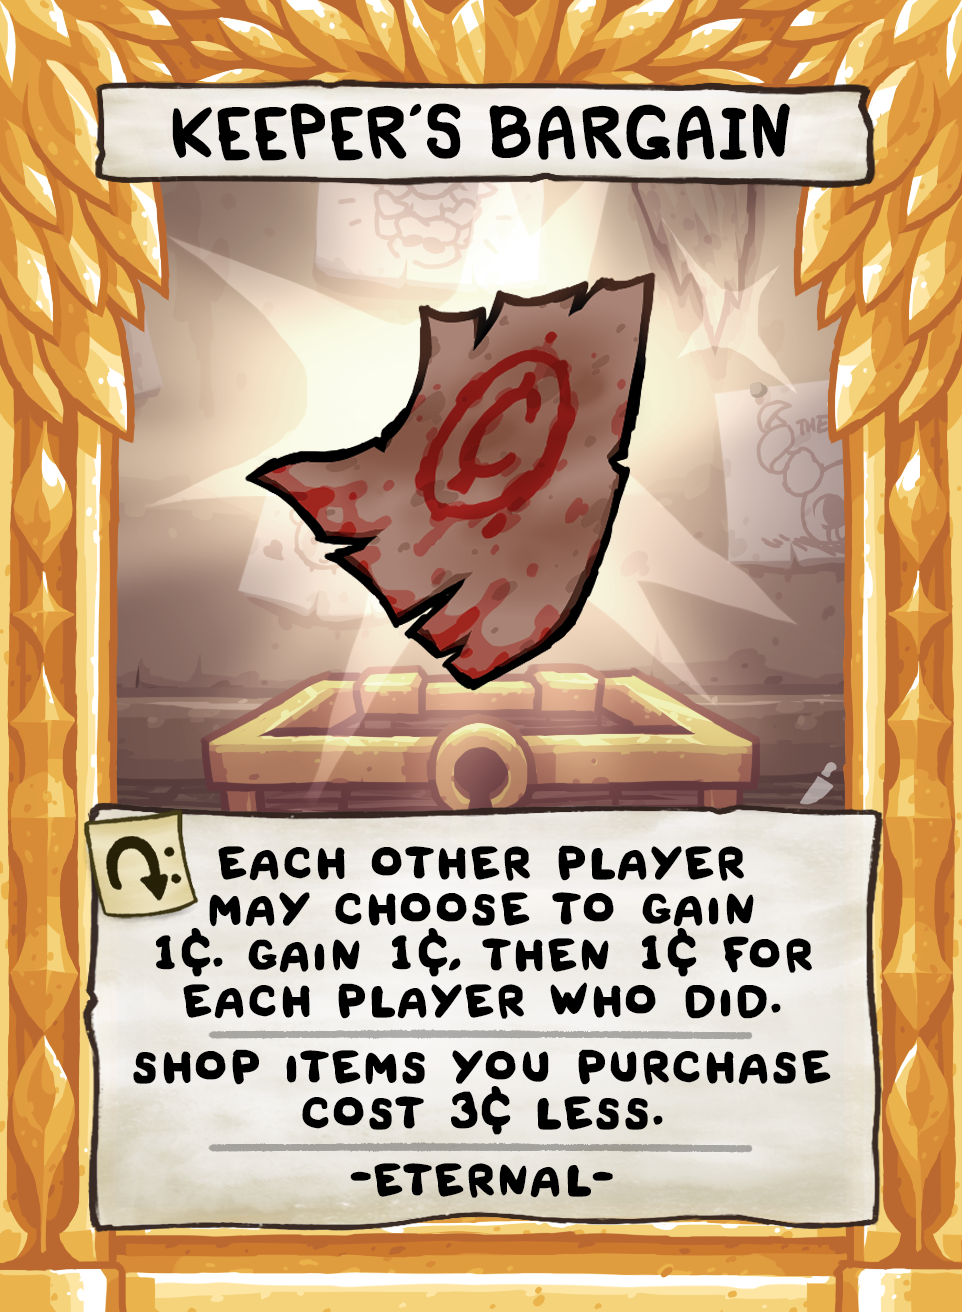 KEEPER'S BARGAIN
THE
EACH OTHER PLAYER
MAY CHOOSE TO GAIN
1¢. GAIN 1¢, THEN 1¢ FOR
EACH PLAYER WHO DID.
SHOP ITEMS YOU PURCHASE
COST 3¢ LESS.
-ETERNAL-